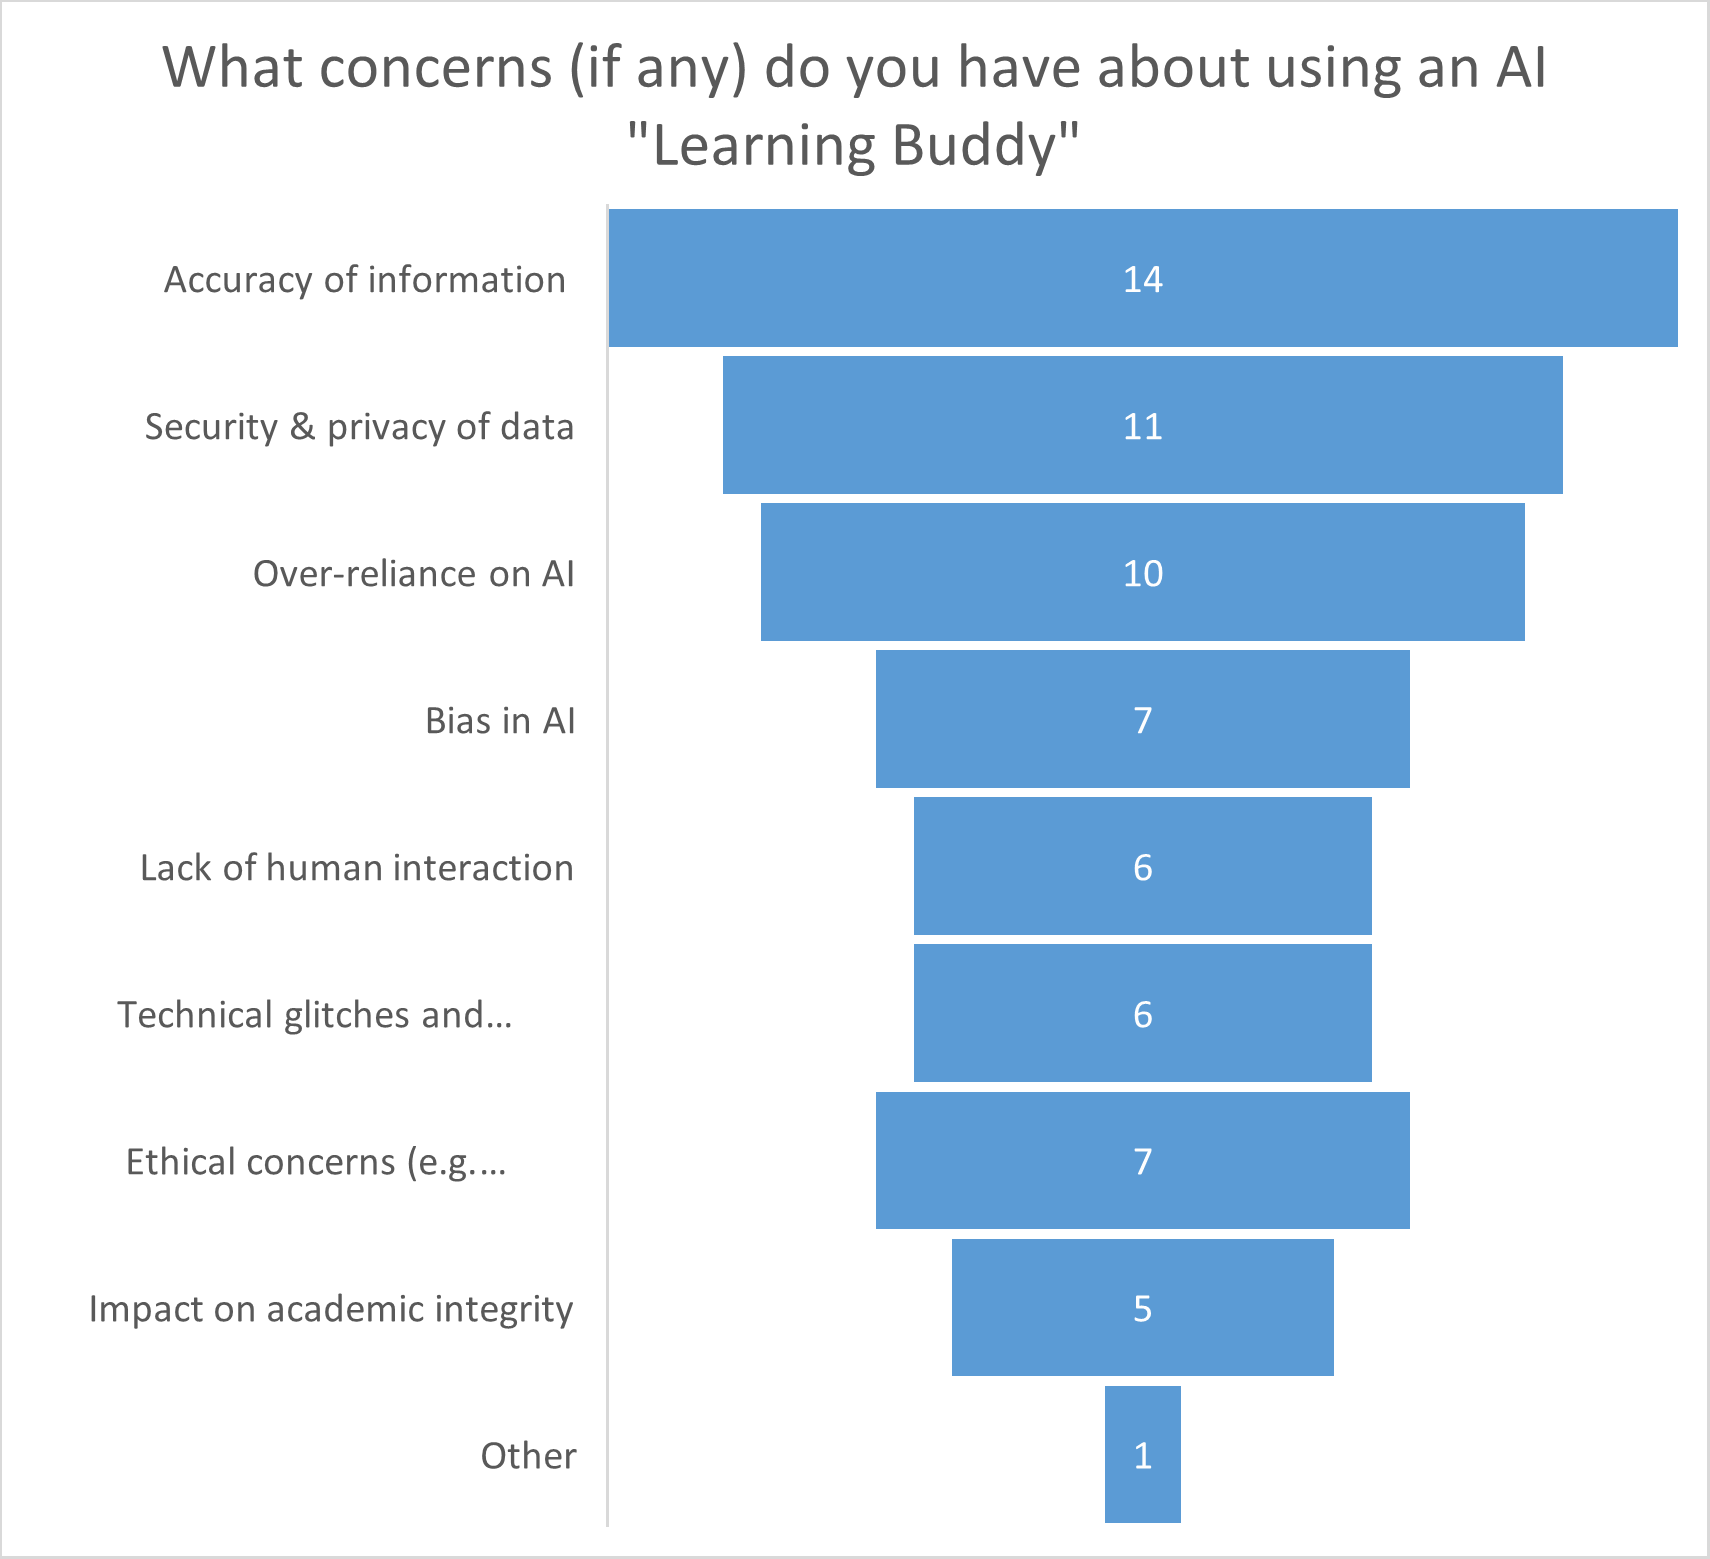 What concerns (if any) do you have about using an AI
"Learning Buddy"
Accuracy of information
14
Security & privacy of data
11
Over-reliance on AI
10
Bias in AI
7
Lack of human interaction
6
Technical glitches and...
6
Ethical concerns (e.g....
7
Impact on academic integrity
5
Other
1